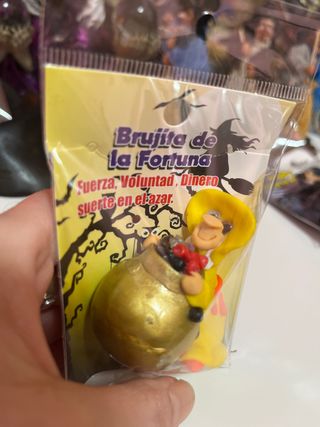 Brujita de
la Fortuna
Fuerza, Voluntad, Dinero
suerte en el azar.